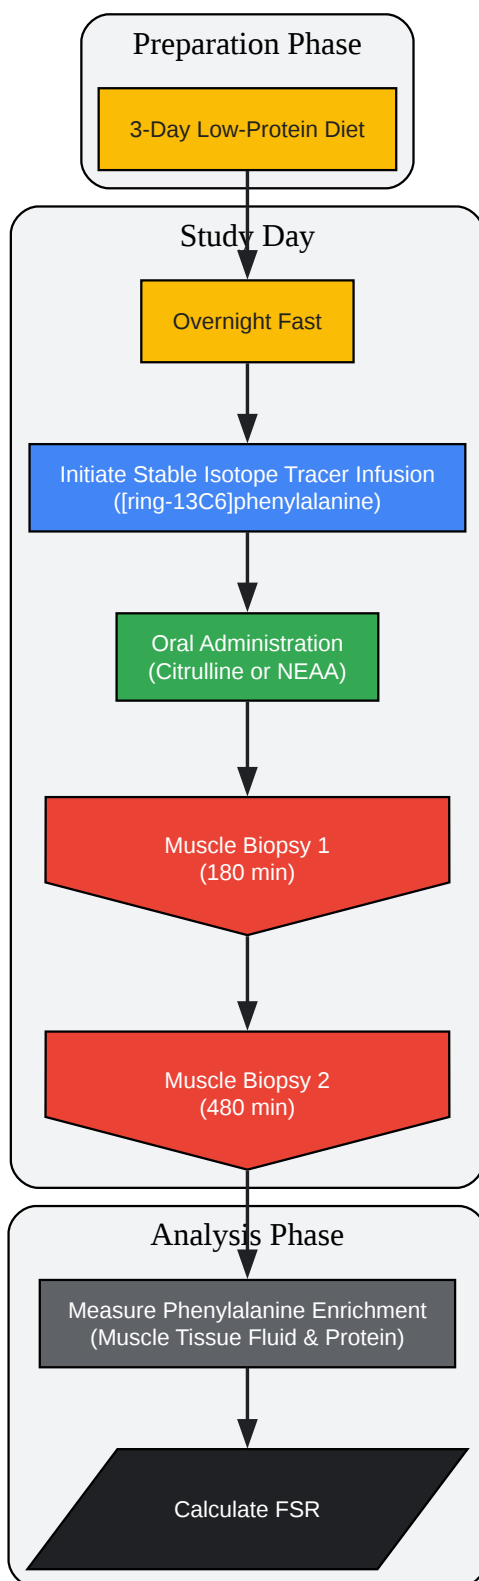 Preparation Phase
3-Day Low-Protein Diet
Study Day
Overnight Fast
Initiate Stable Isotope Tracer Infusion
([ring-13C6]phenylalanine)
Oral Administration
(Citrulline or NEAA)
Muscle Biopsy 1
(180 min)
Muscle Biopsy 2
(480 min)
Analysis Phase
Measure Phenylalanine Enrichment
(Muscle Tissue Fluid & Protein)
Calculate FSR